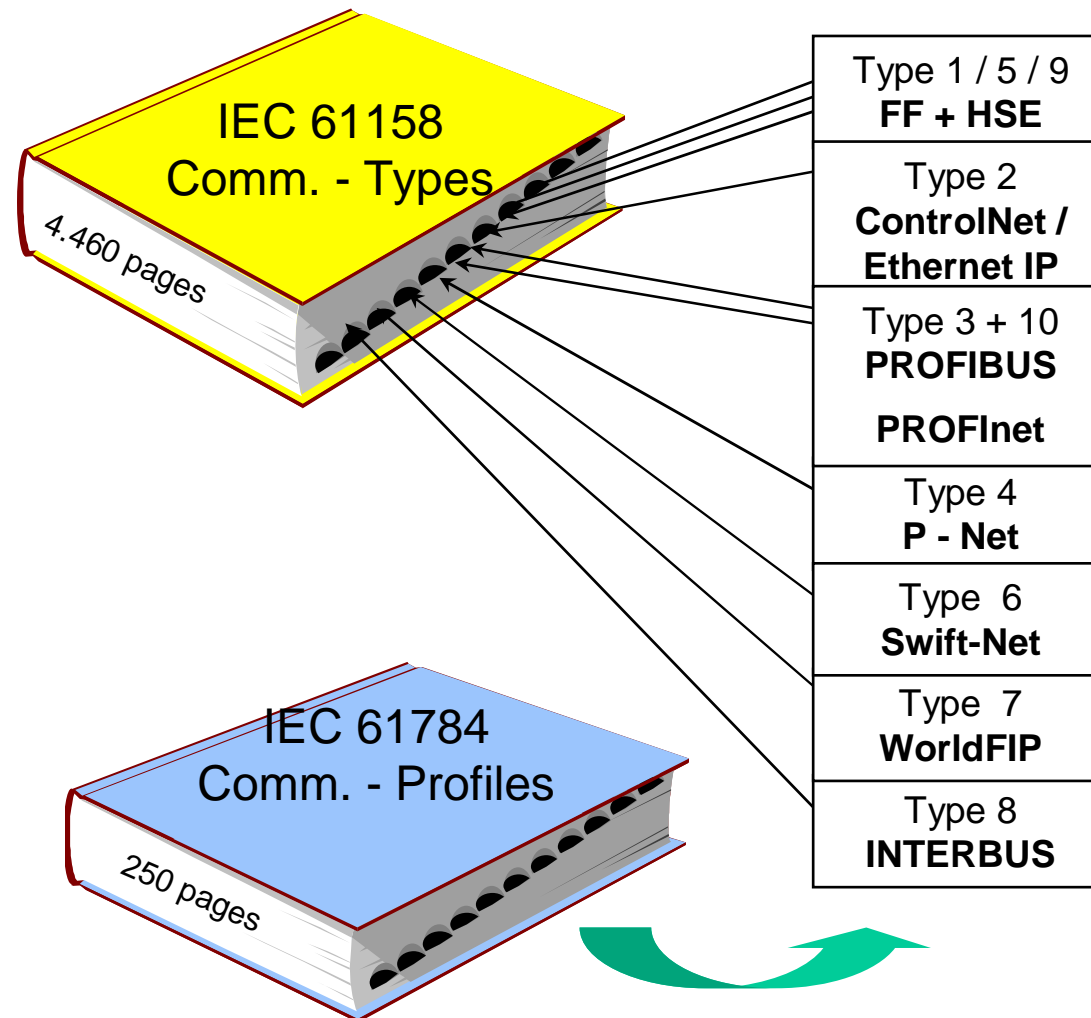 IEC 61158
Comm. - Types
4.460 pages
Type 1 / 5 / 9
FF + HSE
Type 2
ControlNet /
Ethernet IP
Type 3 + 10
PROFIBUS
PROFInet
Type 4
P - Net
Type 6
Swift-Net
Type 7
WorldFIP
Type 8
INTERBUS
IEC 61784
Comm. - Profiles
250 pages